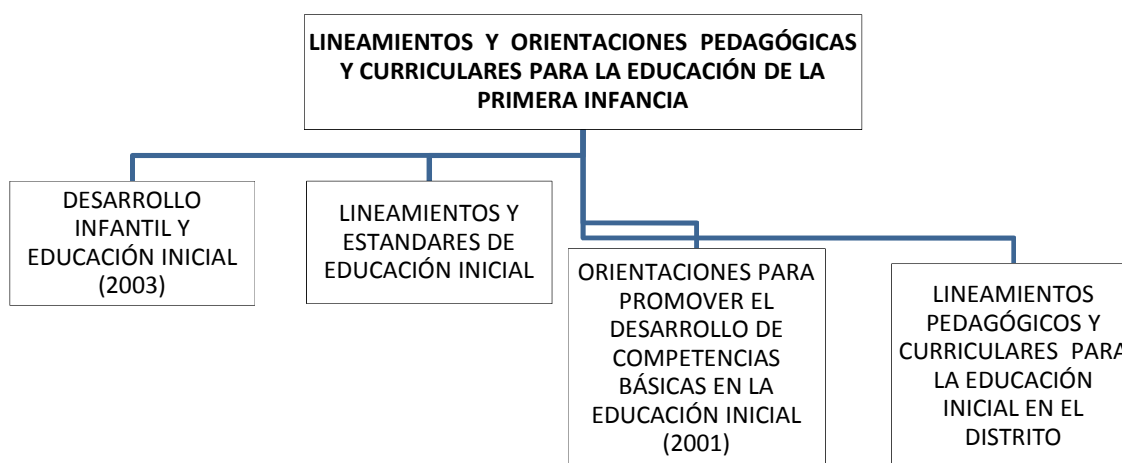 LINEAMIENTOS Y ORIENTACIONES PEDAGÓGICAS
Y CURRICULARES PARA LA EDUCACIÓN DE LA
PRIMERA INFANCIA
DESARROLLO
INFANTIL Y
EDUCACIÓN INICIAL
(2003)
LINEAMIENTOS Y
ESTANDARES DE
EDUCACIÓN INICIAL
ORIENTACIONES PARA
PROMOVER EL
DESARROLLO DE
COMPETENCIAS
BÁSICAS EN LA
EDUCACIÓN INICIAL
(2001)
LINEAMIENTOS
PEDAGÓGICOS Y
CURRICULARES PARA
LA EDUCACIÓN
INICIAL EN EL
DISTRITO